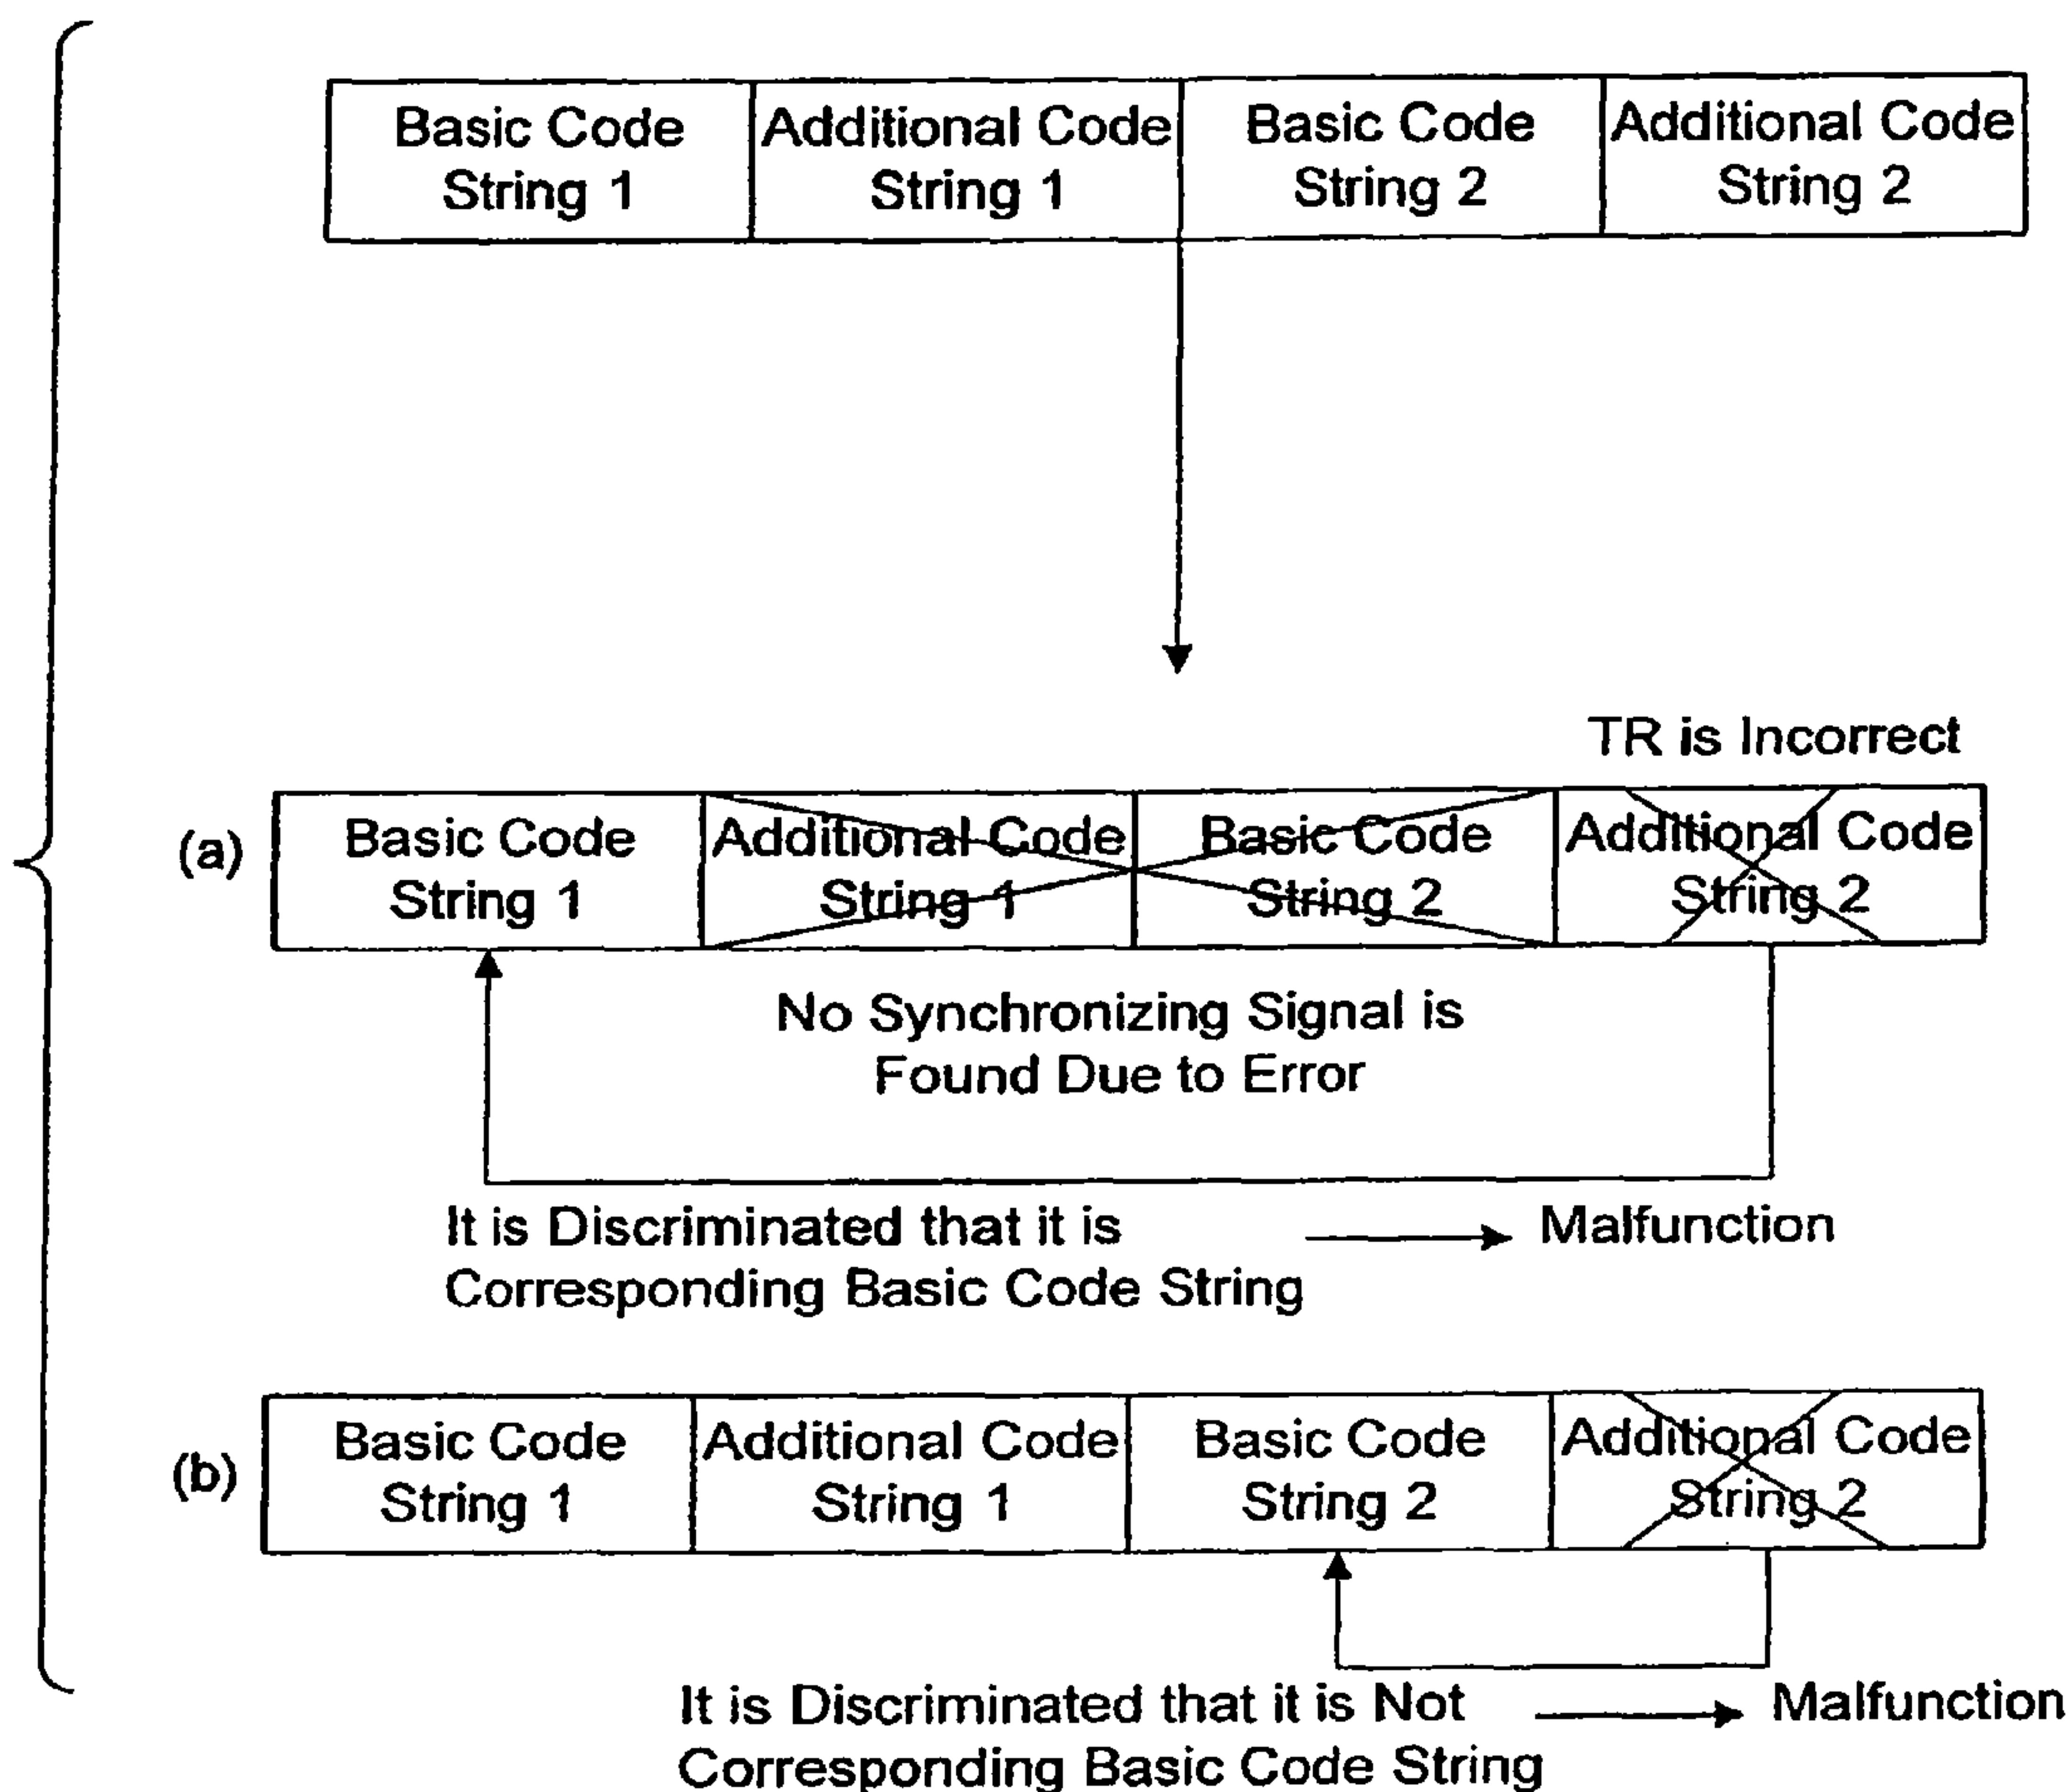 Basic Code
String 1
Additional Code
String 1
Basic Code
String 2
Additional Code
String 2
TR is Incorrect
(a)
Basic Code
String 1
Additional Code
String 1
Basic Code
String 2
Additional Code
String 2
No Synchronizing Signal is
Found Due to Error
It is Discriminated that it is
Corresponding Basic Code String
Malfunction
(b)
Basic Code
String 1
Additional Code
String 1
Basic Code
String 2
Additional Code
String 2
It is Discriminated that it is Not
Corresponding Basic Code String
Malfunction